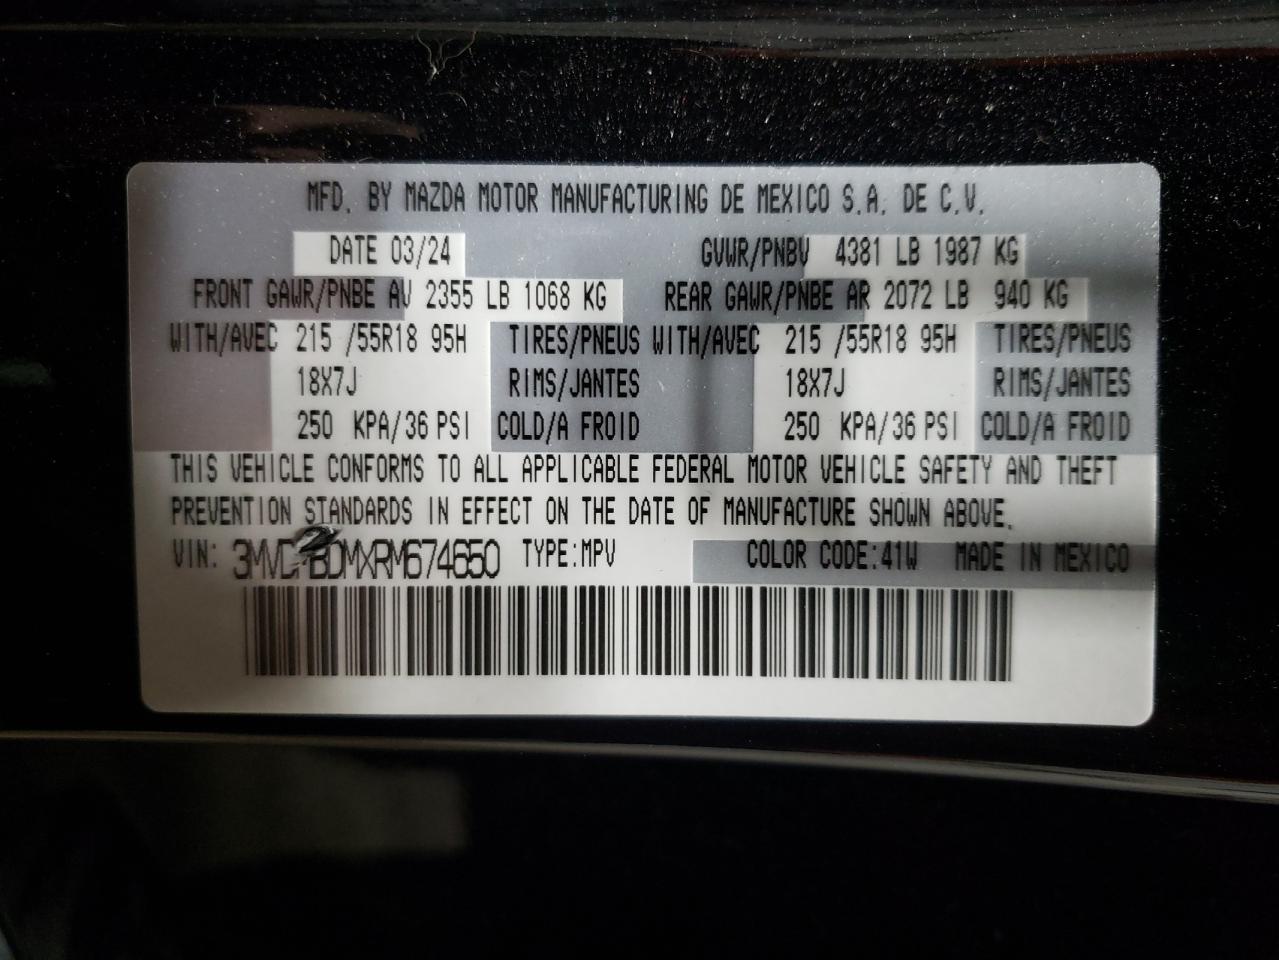 MFD. BY MAZDA MOTOR MANUFACTURING DE MEXICO S.A. DE C.V.
DATE 03/24 GVWR/PNBV 4381 LB 1987 KG
FRONT GAWR/PNBE AV 2355 LB 1068 KG REAR GAWR/PNBE AR 2072 LB 940 KG
WITH/AVEC 215 /55R18 95H TIRES/PNEUS WITH/AVEC 215 /55R18 95H TIRES/PNEUS
18X7J RIMS/JANTES 18X7J RIMS/JANTES
250 KPA/36 PSI COLD/A FROID 250 KPA/36 PSI COLD/A FROID
THIS VEHICLE CONFORMS TO ALL APPLICABLE FEDERAL MOTOR VEHICLE SAFETY AND THEFT
PREVENTION STANDARDS IN EFFECT ON THE DATE OF MANUFACTURE SHOWN ABOVE.
VIN: 3MVDMBDMXRM674650 TYPE:MPV COLOR CODE:41W MADE IN MEXICO